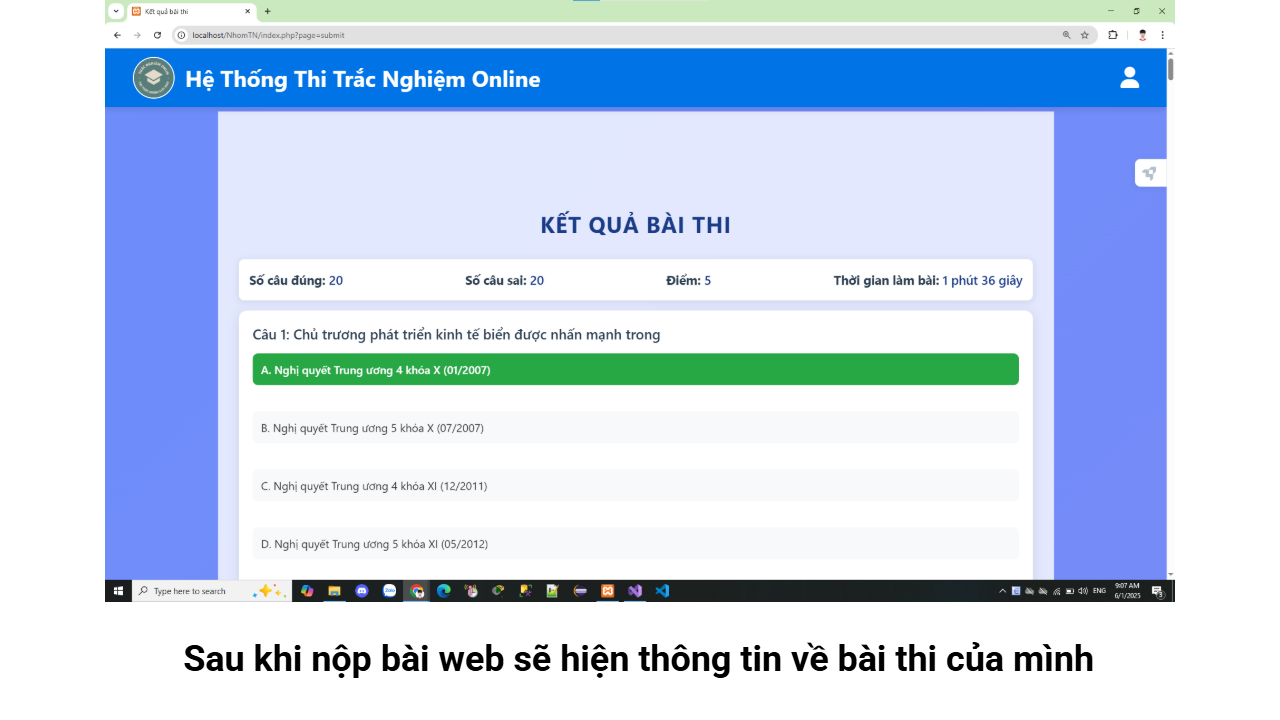 Kết quả bài thi
localhost/NhomTN/index.php?page=submit
Hệ Thống Thi Trắc Nghiệm Online
KẾT QUẢ BÀI THI
Số câu đúng: 20 Số câu sai: 20 Điểm: 5 Thời gian làm bài: 1 phút 36 giây
Câu 1: Chủ trương phát triển kinh tế biển được nhấn mạnh trong
A. Nghị quyết Trung ương 4 khóa X (01/2007)
B. Nghị quyết Trung ương 5 khóa X (07/2007)
C. Nghị quyết Trung ương 4 khóa XI (12/2011)
D. Nghị quyết Trung ương 5 khóa XI (05/2012)
Type here to search
ENG
9:07 AM
6/1/2025
Sau khi nộp bài web sẽ hiện thông tin về bài thi của mình